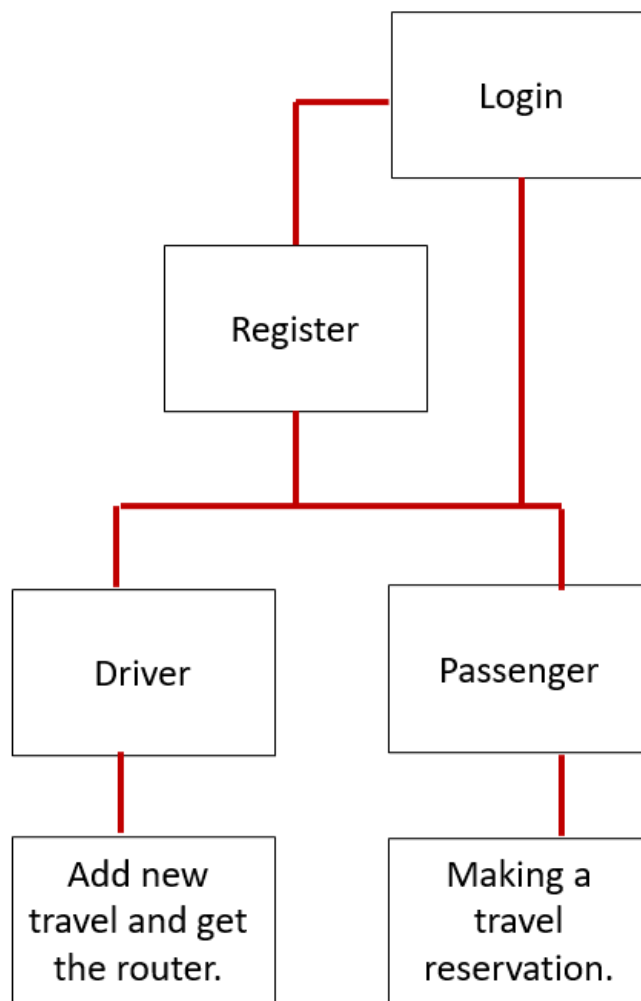 Login
Register
Driver
Passenger
Add new
travel and get
the router.
Making a
travel
reservation.